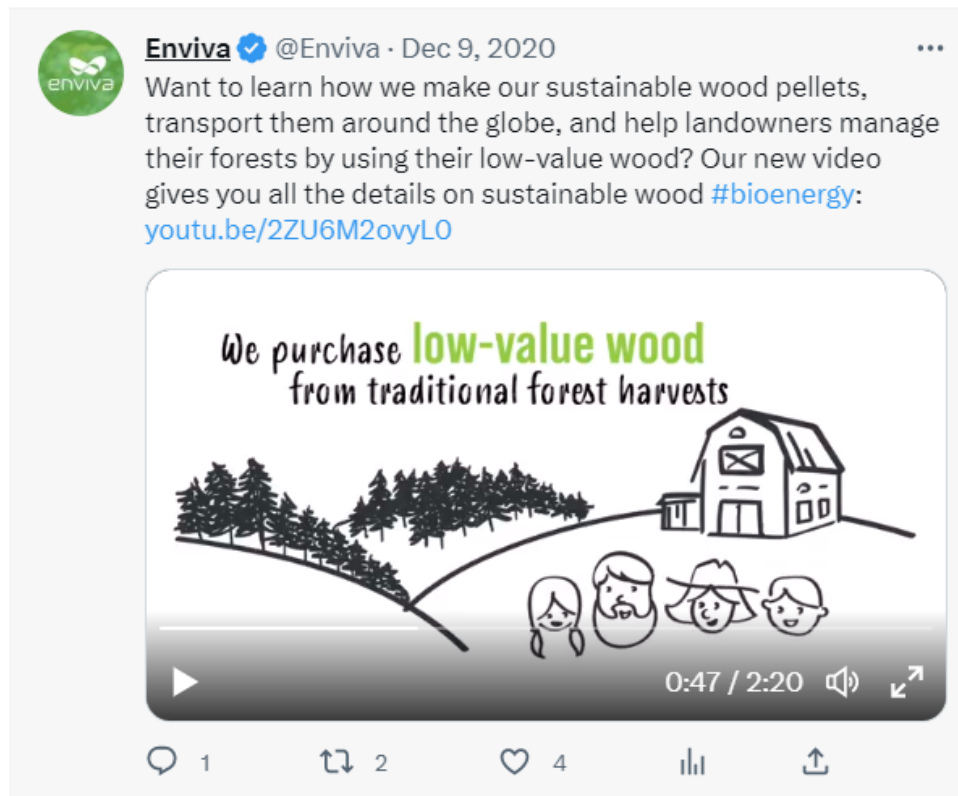 enviva
Enviva @Enviva · Dec 9, 2020
Want to learn how we make our sustainable wood pellets,
transport them around the globe, and help landowners manage
their forests by using their low-value wood? Our new video
gives you all the details on sustainable wood #bioenergy:
youtu.be/2ZU6M2ovyL0
We purchase low-value wood
from traditional forest harvests
0:47 / 2:20
1 2 4